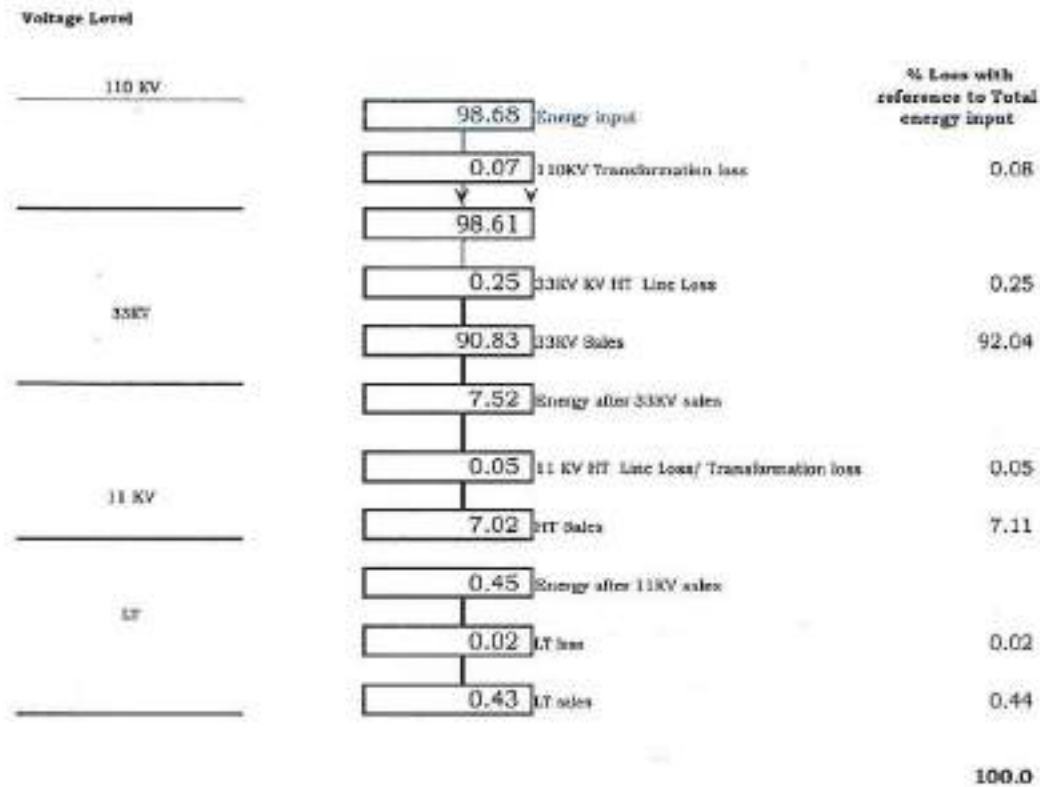 Voltage Level
110 KV
% Loss with
reference to Total
energy input
98.68 Energy input
0.07 110KV Transformation loss 0.08
98.61
0.25 33KV KV HT Line Loss 0.25
33KV
90.83 33KV Sales 92.04
7.52 Energy after 33KV sales
0.05 11 KV HT Line Loss/ Transformation loss 0.05
11 KV
7.02 HT Sales 7.11
0.45 Energy after 11KV sales
LT
0.02 LT loss 0.02
0.43 LT sales 0.44
100.0